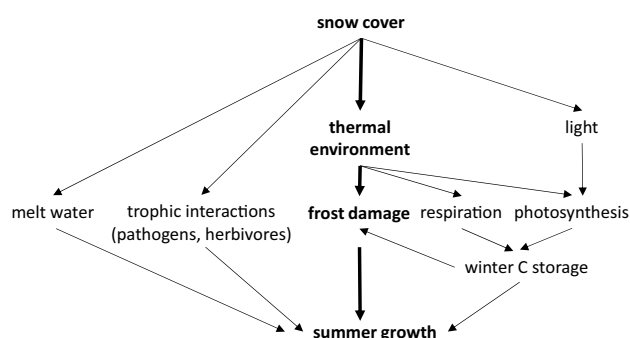 snow cover
thermal
environment
light
melt water
trophic interactions
(pathogens, herbivores)
frost damage
respiration
photosynthesis
winter C storage
summer growth